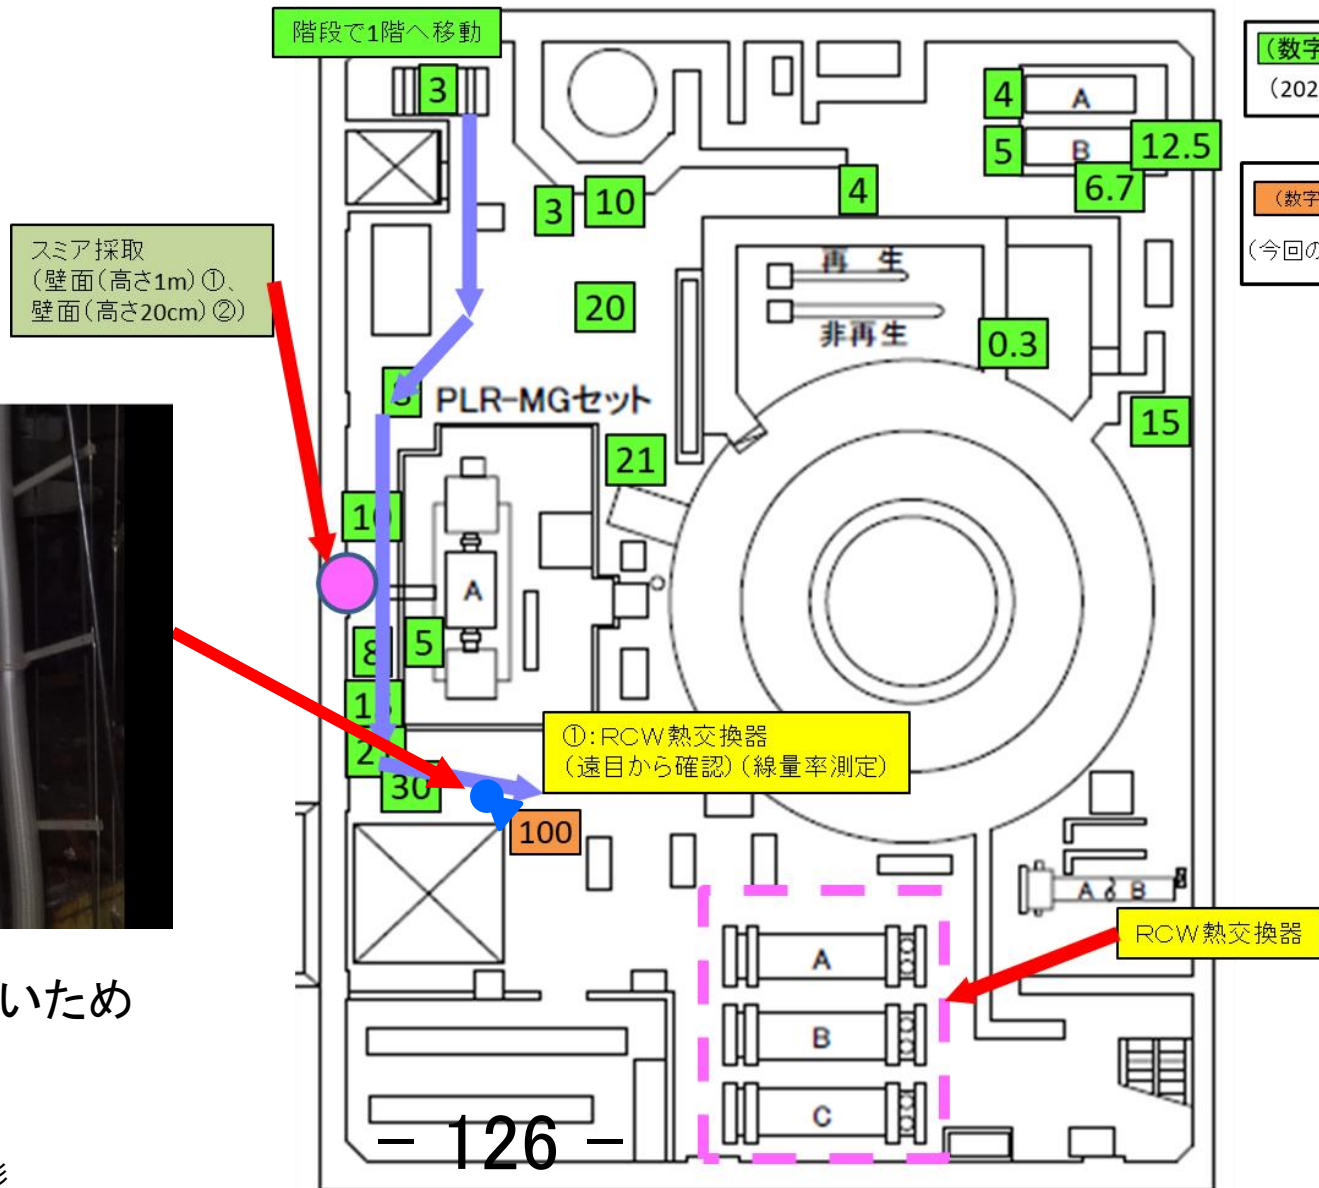 階段で1階へ移動
(数字
(202
3
4
A
5
B
12.5
6.7
3
10
4
(数字
(今回の
スミア採取
(壁面(高さ1m)①、
壁面(高さ20cm)②)
再 生
非再生
20
0.3
PLR-MGセット
15
21
10
A
8
5
2
30
①:RCW熱交換器
(遠目から確認)(線量率測定)
100
A
B
RCW熱交換器
A
B
C
いため
- 126 -